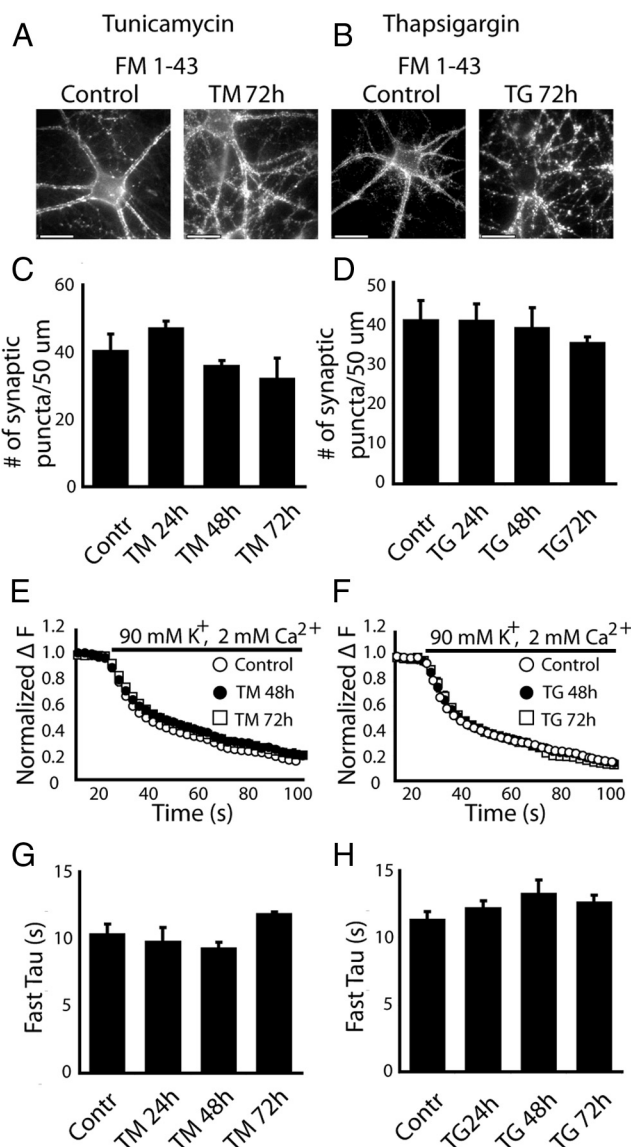 A Tunicamycin
B Thapsigargin
FM 1-43
Control TM 72h
FM 1-43
Control TG 72h
C
# of synaptic
puncta/50 um
60
40
20
0
Contr TM 24h TM 48h TM 72h
D
# of synaptic
puncta/50 um
50
40
30
20
10
0
Contr TG 24h TG 48h TG72h
E
Normalized Δ F
1.2
1.0
0.8
0.6
0.4
0.2
0
90 mM K+, 2 mM Ca2+
Control
TM 48h
TM 72h
20 40 60 80 100
Time (s)
F
Normalized Δ F
1.2
1.0
0.8
0.6
0.4
0.2
0
90 mM K+, 2 mM Ca2+
Control
TG 48h
TG 72h
20 40 60 80 100
Time (s)
G
Fast Tau (s)
15
10
5
0
Contr TM 24h TM 48h TM 72h
H
Fast Tau (s)
15
10
5
0
Contr TG24h TG 48h TG 72h